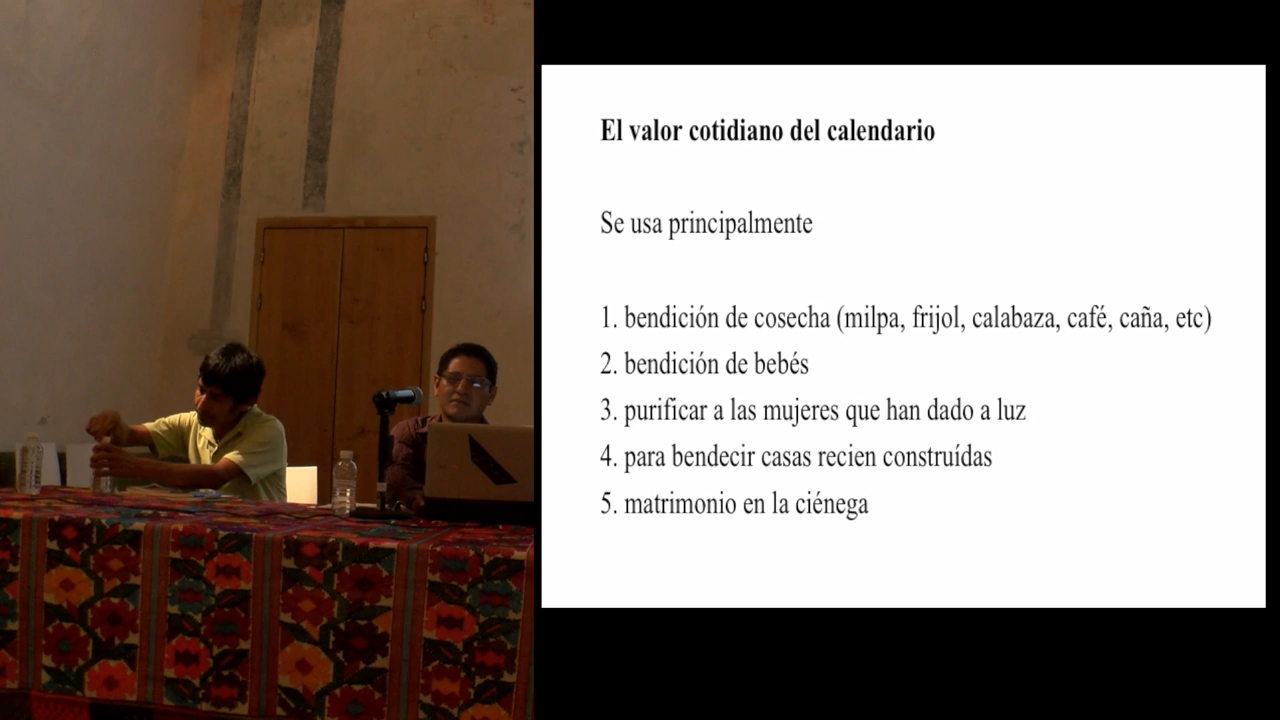 El valor cotidiano del calendario
Se usa principalmente
1. bendición de cosecha (milpa, frijol, calabaza, café, caña, etc)
2. bendición de bebés
3. purificar a las mujeres que han dado a luz
4. para bendecir casas recien construídas
5. matrimonio en la ciénega